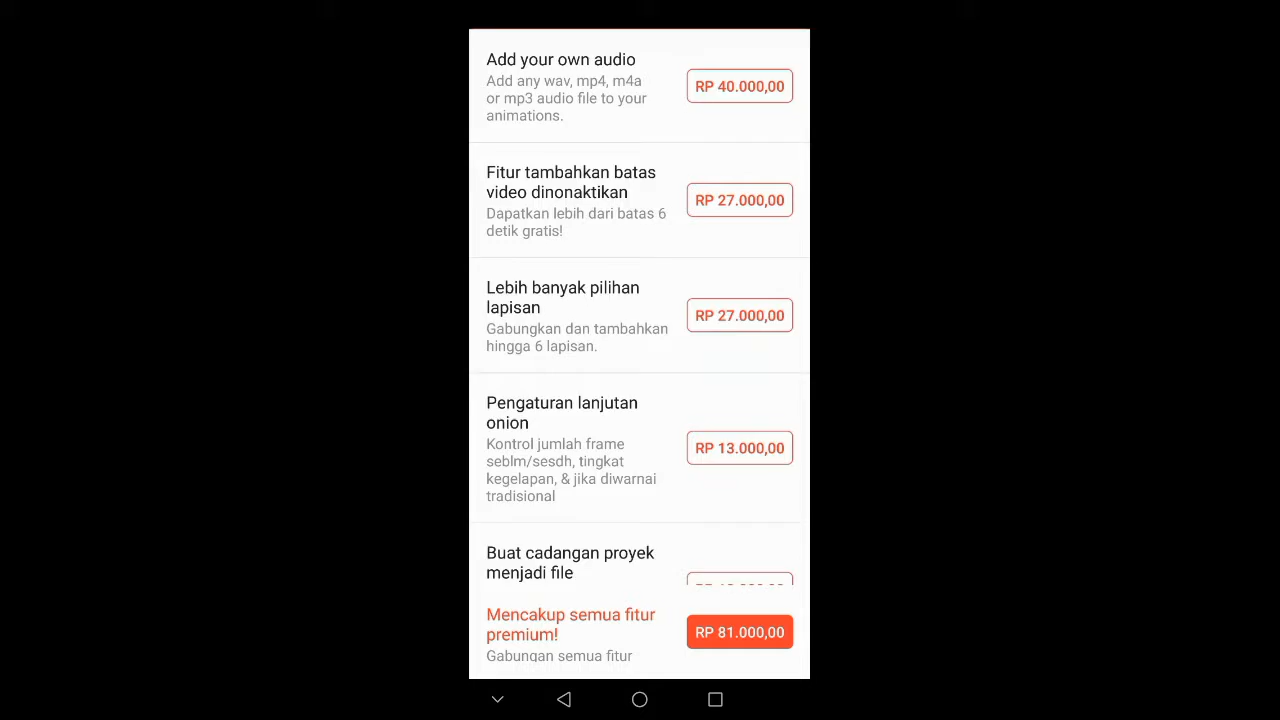 Add your own audio
Add any wav, mp4, m4a
or mp3 audio file to your
animations.
RP 40.000,00
Fitur tambahkan batas
video dinonaktikan
Dapatkan lebih dari batas 6
detik gratis!
RP 27.000,00
Lebih banyak pilihan
lapisan
Gabungkan dan tambahkan
hingga 6 lapisan.
RP 27.000,00
Pengaturan lanjutan
onion
Kontrol jumlah frame
seblm/sesdh, tingkat
kegelapan, & jika diwarnai
tradisional
RP 13.000,00
Buat cadangan proyek
menjadi file
Mencakup semua fitur
premium!
Gabungan semua fitur
RP 81.000,00